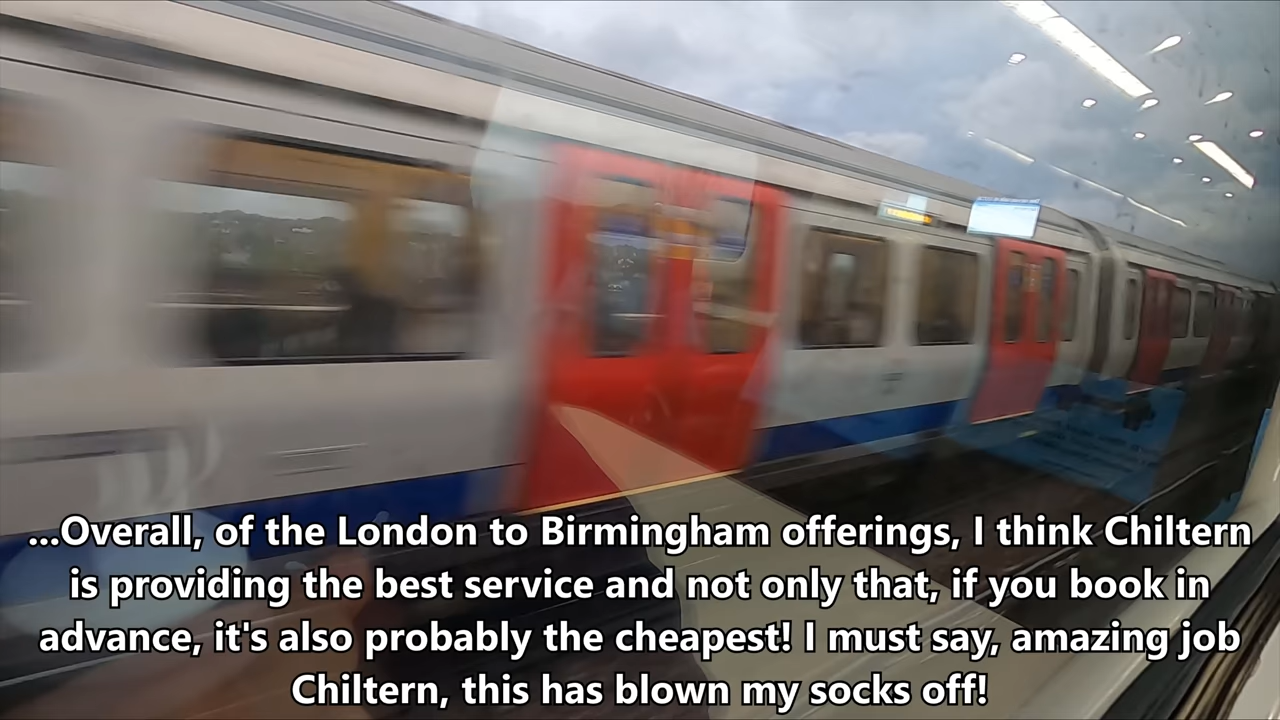 ...Overall, of the London to Birmingham offerings, I think Chiltern
is providing the best service and not only that, if you book in
advance, it's also probably the cheapest! I must say, amazing job
Chiltern, this has blown my socks off!